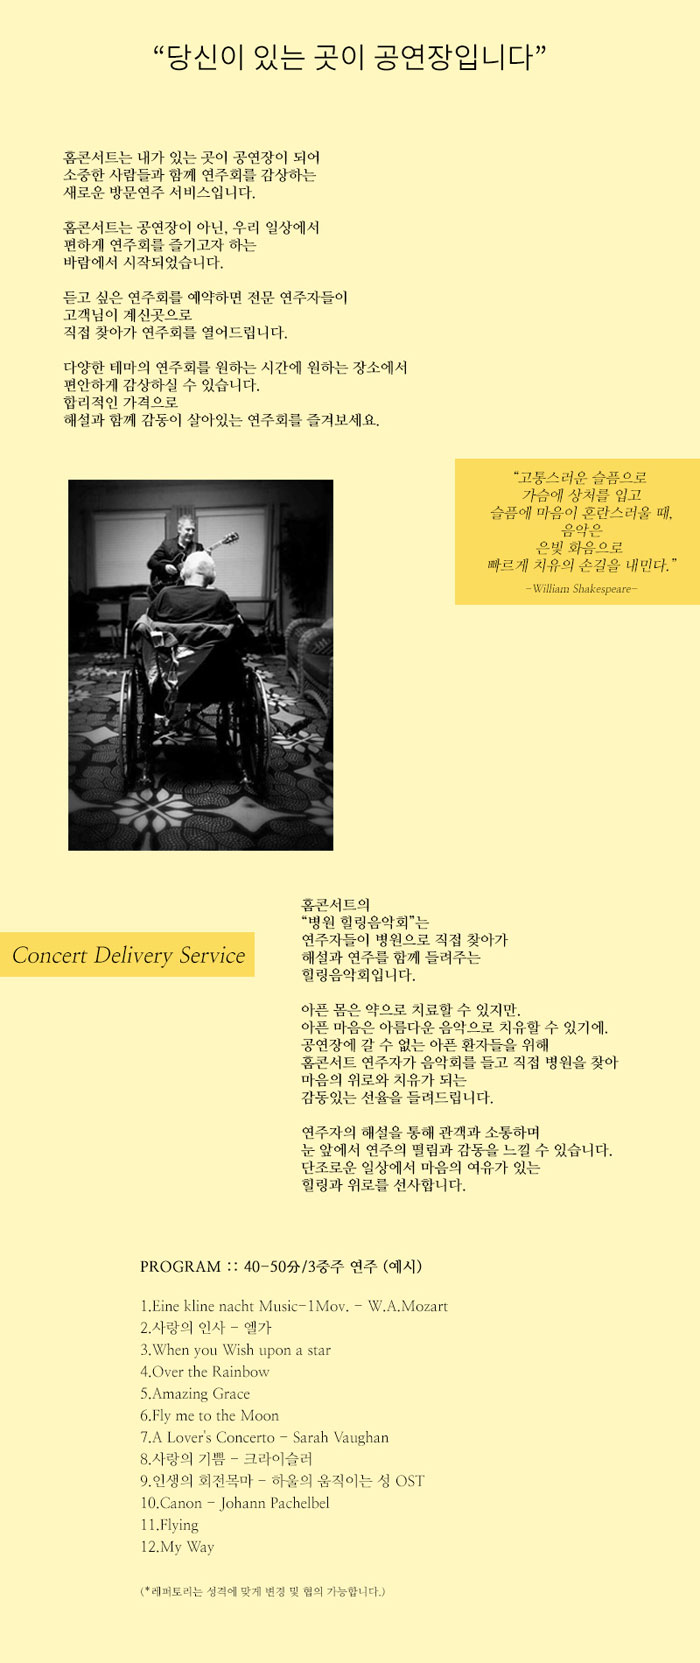 “당신이 있는 곳이 공연장입니다”
홈콘서트는 내가 있는 곳이 공연장이 되어
소중한 사람들과 함께 연주회를 감상하는
새로운 방문연주 서비스입니다.
홈콘서트는 공연장이 아닌, 우리 일상에서
편하게 연주회를 즐기고자 하는
바람에서 시작되었습니다.
듣고 싶은 연주회를 예약하면 전문 연주자들이
고객님이 계신곳으로
직접 찾아가 연주회를 열어드립니다.
다양한 테마의 연주회를 원하는 시간에 원하는 장소에서
편안하게 감상하실 수 있습니다.
합리적인 가격으로
해설과 함께 감동이 살아있는 연주회를 즐겨보세요.
“고통스러운 슬픔으로
가슴에 상처를 입고
슬픔에 마음이 혼란스러울 때,
음악은
은빛 화음으로
빠르게 치유의 손길을 내민다.”
-William Shakespeare-
Concert Delivery Service
홈콘서트의
“병원 힐링음악회”는
연주자들이 병원으로 직접 찾아가
해설과 연주를 함께 들려주는
힐링음악회입니다.
아픈 몸은 약으로 치료할 수 있지만.
아픈 마음은 아름다운 음악으로 치유할 수 있기에.
공연장에 갈 수 없는 아픈 환자들을 위해
홈콘서트 연주자가 음악회를 들고 직접 병원을 찾아
마음의 위로와 치유가 되는
감동있는 선율을 들려드립니다.
연주자의 해설을 통해 관객과 소통하며
눈 앞에서 연주의 떨림과 감동을 느낄 수 있습니다.
단조로운 일상에서 마음의 여유가 있는
힐링과 위로를 선사합니다.
PROGRAM :: 40-50分/3중주 연주 (예시)
1.Eine kline nacht Music-1Mov. - W.A.Mozart
2.사랑의 인사 - 엘가
3.When you Wish upon a star
4.Over the Rainbow
5.Amazing Grace
6.Fly me to the Moon
7.A Lover's Concerto - Sarah Vaughan
8.사랑의 기쁨 - 크라이슬러
9.인생의 회전목마 - 하울의 움직이는 성 OST
10.Canon - Johann Pachelbel
11.Flying
12.My Way
(*레퍼토리는 성격에 맞게 변경 및 협의 가능합니다.)